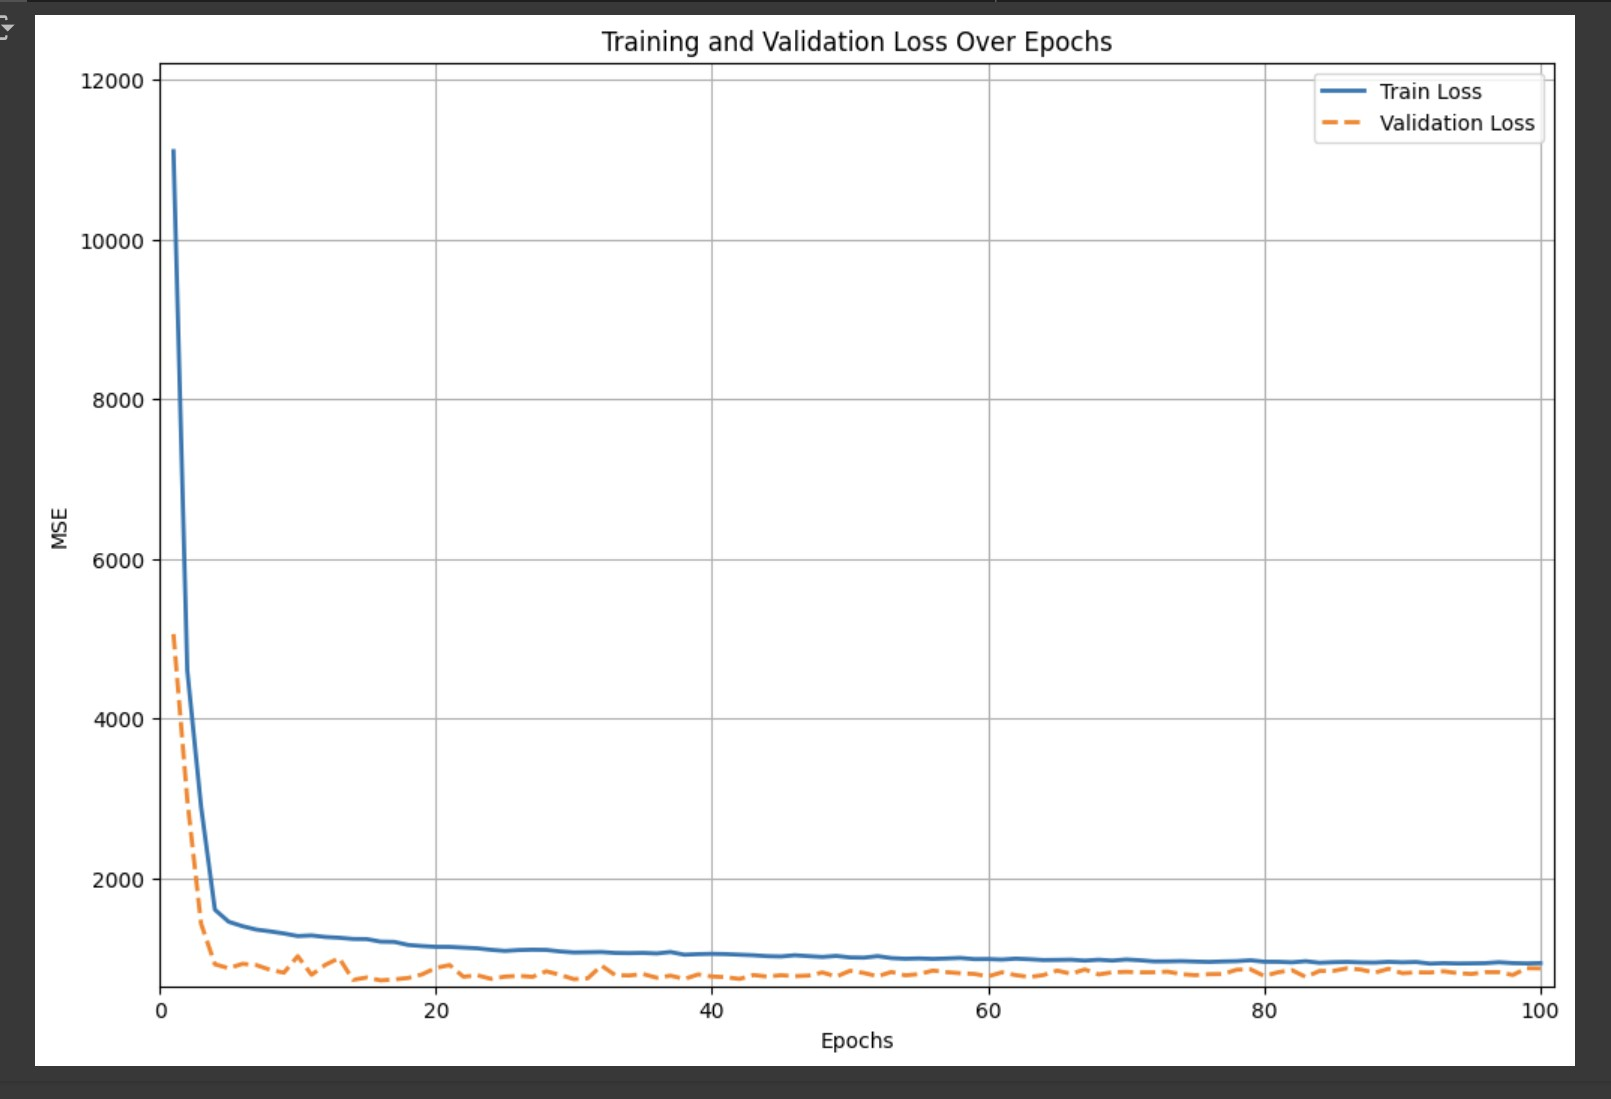 Training and Validation Loss Over Epochs
Train Loss
Validation Loss
12000
10000
8000
6000
4000
2000
MSE
0 20 40 60 80 100
Epochs